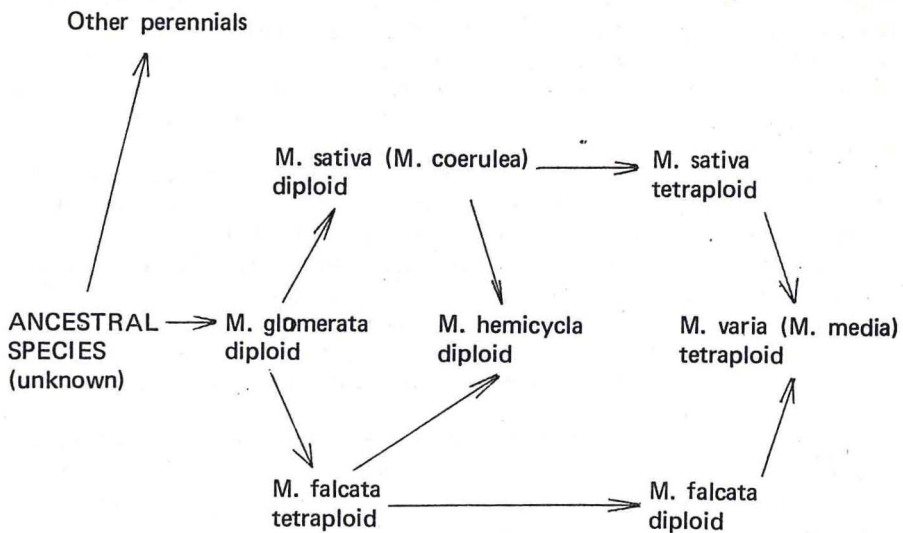 Other perennials
M. sativa (M. coerulea)
diploid
M. sativa
tetraploid
ANCESTRAL
SPECIES
(unknown)
M. glomerata
diploid
M. hemicycla
diploid
M. varia (M. media)
tetraploid
M. falcata
tetraploid
M. falcata
diploid